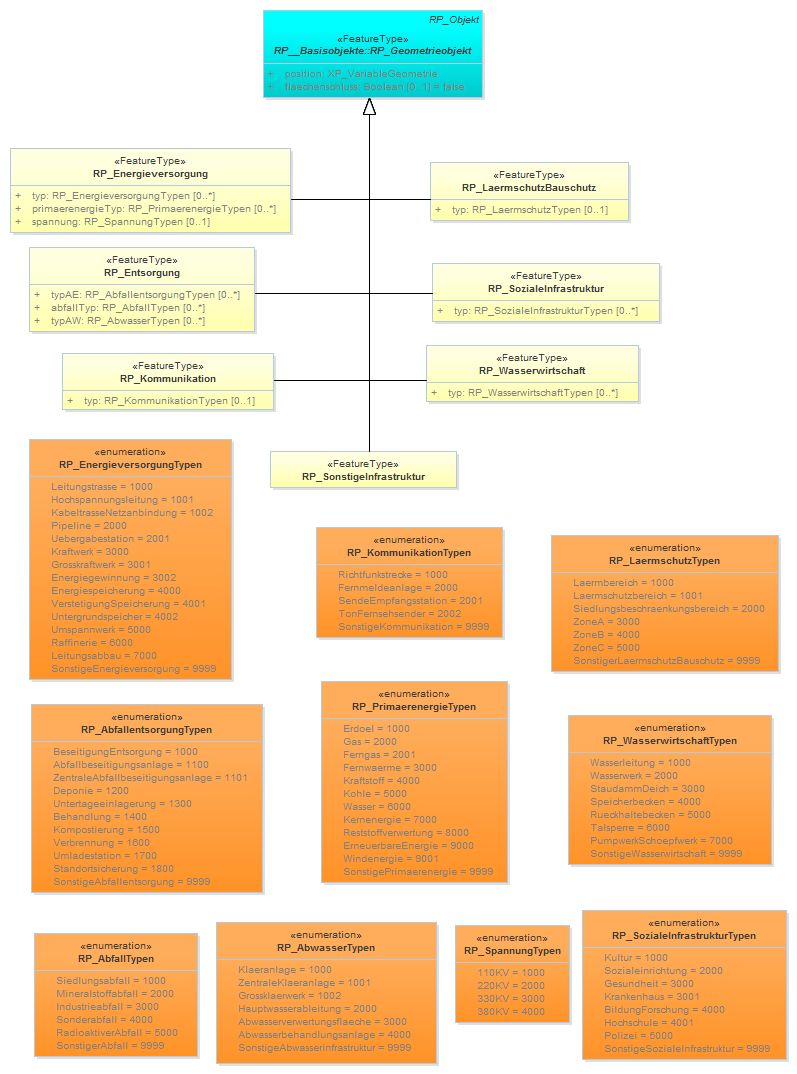 RP_Objekt
«FeatureType»
RP__Basisobjekte::RP_Geometrieobjekt
+ position: XP_VariableGeometrie
+ flaechenschluss: Boolean [0..1] = false
«FeatureType»
RP_Energieversorgung
+ typ: RP_EnergieversorgungTypen [0..*]
+ primaerenergieTyp: RP_PrimaerenergieTypen [0..*]
+ spannung: RP_SpannungTypen [0..1]
«FeatureType»
RP_LaermschutzBauschutz
+ typ: RP_LaermschutzTypen [0..1]
«FeatureType»
RP_Entsorgung
+ typAE: RP_AbfallentsorgungTypen [0..*]
+ abfallTyp: RP_AbfallTypen [0..*]
+ typAW: RP_AbwasserTypen [0..*]
«FeatureType»
RP_SozialeInfrastruktur
+ typ: RP_SozialeInfrastrukturTypen [0..*]
«FeatureType»
RP_Kommunikation
+ typ: RP_KommunikationTypen [0..1]
«FeatureType»
RP_Wasserwirtschaft
+ typ: RP_WasserwirtschaftTypen [0..*]
«FeatureType»
RP_SonstigeInfrastruktur
«enumeration»
RP_EnergieversorgungTypen
Leitungstrasse = 1000
Hochspannungsleitung = 1001
KabeltrasseNetzanbindung = 1002
Pipeline = 2000
Uebergabestation = 2001
Kraftwerk = 3000
Grosskraftwerk = 3001
Energiegewinnung = 3002
Energiespeicherung = 4000
VerstetigungSpeicherung = 4001
Untergrundspeicher = 4002
Umspannwerk = 5000
Raffinerie = 6000
Leitungsabbau = 7000
SonstigeEnergieversorgung = 9999
«enumeration»
RP_KommunikationTypen
Richtfunkstrecke = 1000
Fernmeldeanlage = 2000
SendeEmpfangsstation = 2001
TonFernsehsender = 2002
SonstigeKommunikation = 9999
«enumeration»
RP_LaermschutzTypen
Laermbereich = 1000
Laermschutzbereich = 1001
Siedlungsbeschraenkungsbereich = 2000
ZoneA = 3000
ZoneB = 4000
ZoneC = 5000
SonstigerLaermschutzBauschutz = 9999
«enumeration»
RP_AbfallentsorgungTypen
BeseitigungEntsorgung = 1000
Abfallbeseitigungsanlage = 1100
ZentraleAbfallbeseitigungsanlage = 1101
Deponie = 1200
Untertageeinlagerung = 1300
Behandlung = 1400
Kompostierung = 1500
Verbrennung = 1600
Umladestation = 1700
Standortsicherung = 1800
SonstigeAbfallentsorgung = 9999
«enumeration»
RP_PrimaerenergieTypen
Erdoel = 1000
Gas = 2000
Ferngas = 2001
Fernwaerme = 3000
Kraftstoff = 4000
Kohle = 5000
Wasser = 6000
Kernenergie = 7000
Reststoffverwertung = 8000
ErneuerbareEnergie = 9000
Windenergie = 9001
SonstigePrimaerenergie = 9999
«enumeration»
RP_WasserwirtschaftTypen
Wasserleitung = 1000
Wasserwerk = 2000
StaudammDeich = 3000
Speicherbecken = 4000
Rueckhaltebecken = 5000
Talsperre = 6000
PumpwerkSchoepfwerk = 7000
SonstigeWasserwirtschaft = 9999
«enumeration»
RP_AbfallTypen
Siedlungsabfall = 1000
Mineralstoffabfall = 2000
Industrieabfall = 3000
Sonderabfall = 4000
RadioaktiverAbfall = 5000
SonstigerAbfall = 9999
«enumeration»
RP_AbwasserTypen
Klaeranlage = 1000
ZentraleKlaeranlage = 1001
Grossklaerwerk = 1002
Hauptwasserableitung = 2000
Abwasserverwertungsflaeche = 3000
Abwasserbehandlungsanlage = 4000
SonstigeAbwasserinfrastruktur = 9999
«enumeration»
RP_SpannungTypen
110KV = 1000
220KV = 2000
330KV = 3000
380KV = 4000
«enumeration»
RP_SozialeInfrastrukturTypen
Kultur = 1000
Sozialeinrichtung = 2000
Gesundheit = 3000
Krankenhaus = 3001
BildungForschung = 4000
Hochschule = 4001
Polizei = 5000
SonstigeSozialeInfrastruktur = 9999